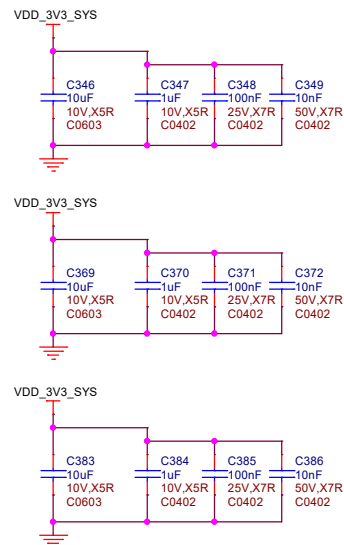 VDD_3V3_SYS
C346 C347 C348 C349
10uF 1uF 100nF 10nF
10V,X5R 10V,X5R 25V,X7R 50V,X7R
C0603 C0402 C0402 C0402
VDD_3V3_SYS
C369 C370 C371 C372
10uF 1uF 100nF 10nF
10V,X5R 10V,X5R 25V,X7R 50V,X7R
C0603 C0402 C0402 C0402
VDD_3V3_SYS
C383 C384 C385 C386
10uF 1uF 100nF 10nF
10V,X5R 10V,X5R 25V,X7R 50V,X7R
C0603 C0402 C0402 C0402